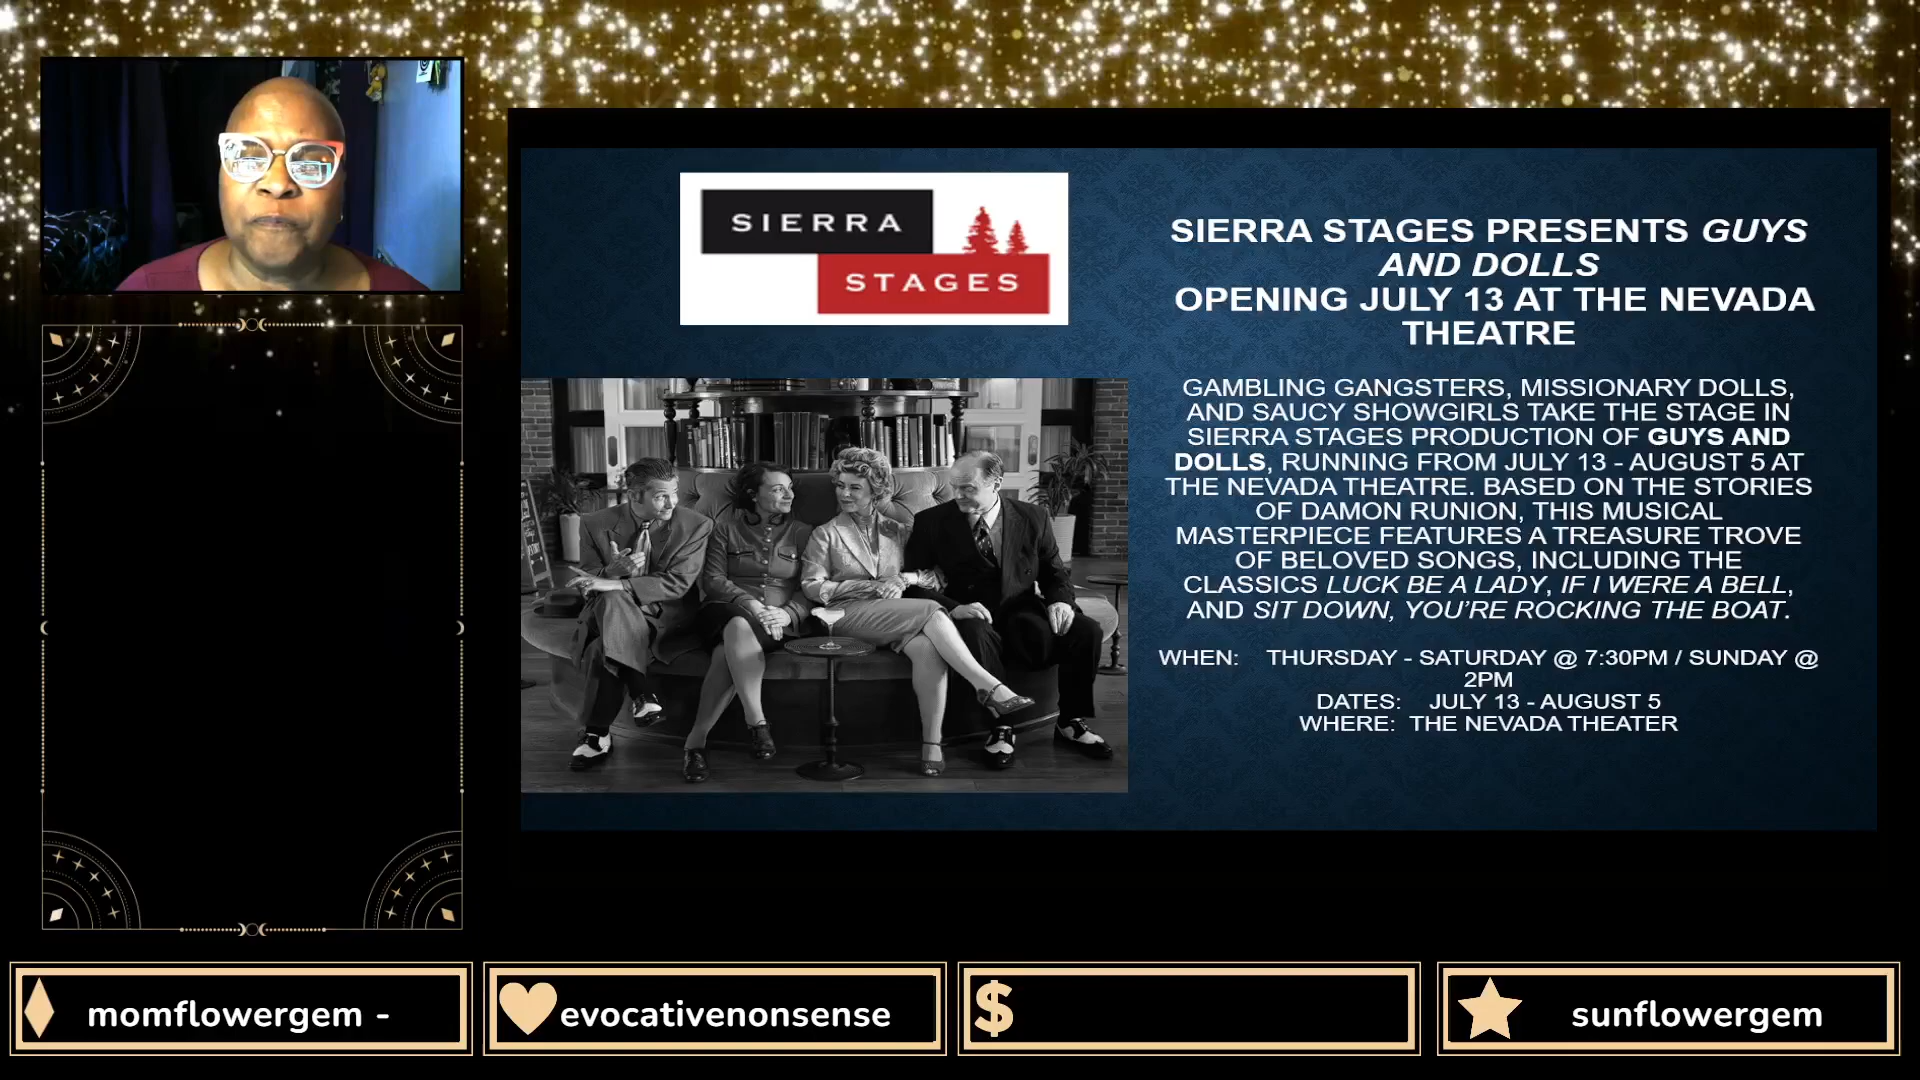 SIERRA
STAGES
SIERRA STAGES PRESENTS GUYS
AND DOLLS
OPENING JULY 13 AT THE NEVADA
THEATRE
GAMBLING GANGSTERS, MISSIONARY DOLLS,
AND SAUCY SHOWGIRLS TAKE THE STAGE IN
SIERRA STAGES PRODUCTION OF GUYS AND
DOLLS, RUNNING FROM JULY 13 - AUGUST 5 AT
THE NEVADA THEATRE. BASED ON THE STORIES
OF DAMON RUNION, THIS MUSICAL
MASTERPIECE FEATURES A TREASURE TROVE
OF BELOVED SONGS, INCLUDING THE
CLASSICS LUCK BE A LADY, IF I WERE A BELL,
AND SIT DOWN, YOU'RE ROCKING THE BOAT.
WHEN: THURSDAY - SATURDAY @ 7:30PM / SUNDAY @
2PM
DATES: JULY 13 - AUGUST 5
WHERE: THE NEVADA THEATER
momflowergem -
evocativenonsense
$
sunflowergem